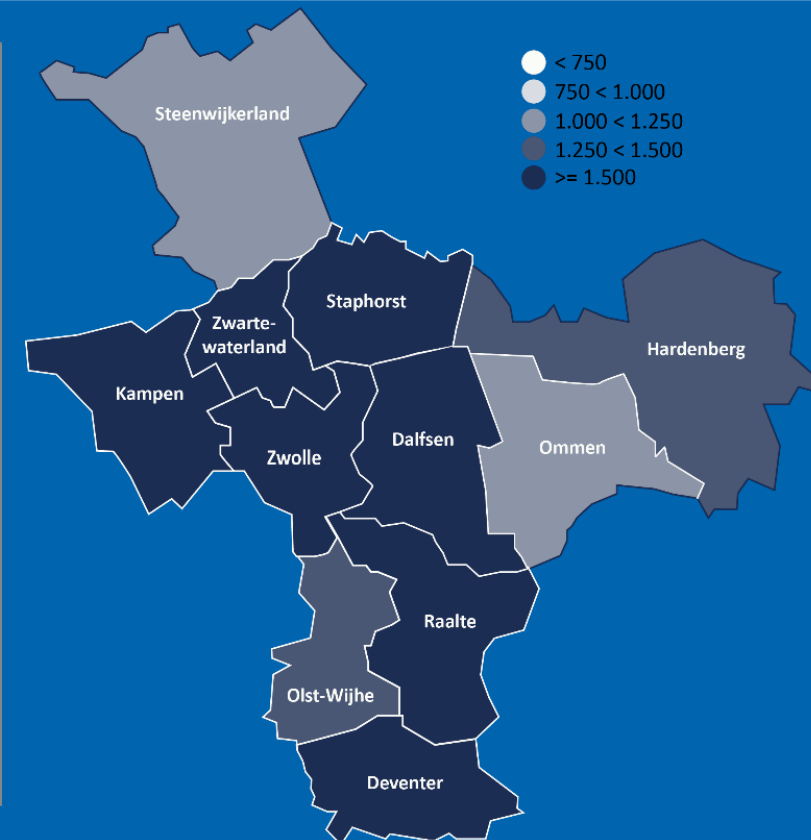 < 750
750 < 1.000
1.000 < 1.250
1.250 < 1.500
>= 1.500
Steenwijkerland
Staphorst
Zwarte-
waterland
Hardenberg
Kampen
Dalfsen
Ommen
Zwolle
Raalte
Olst-Wijhe
Deventer